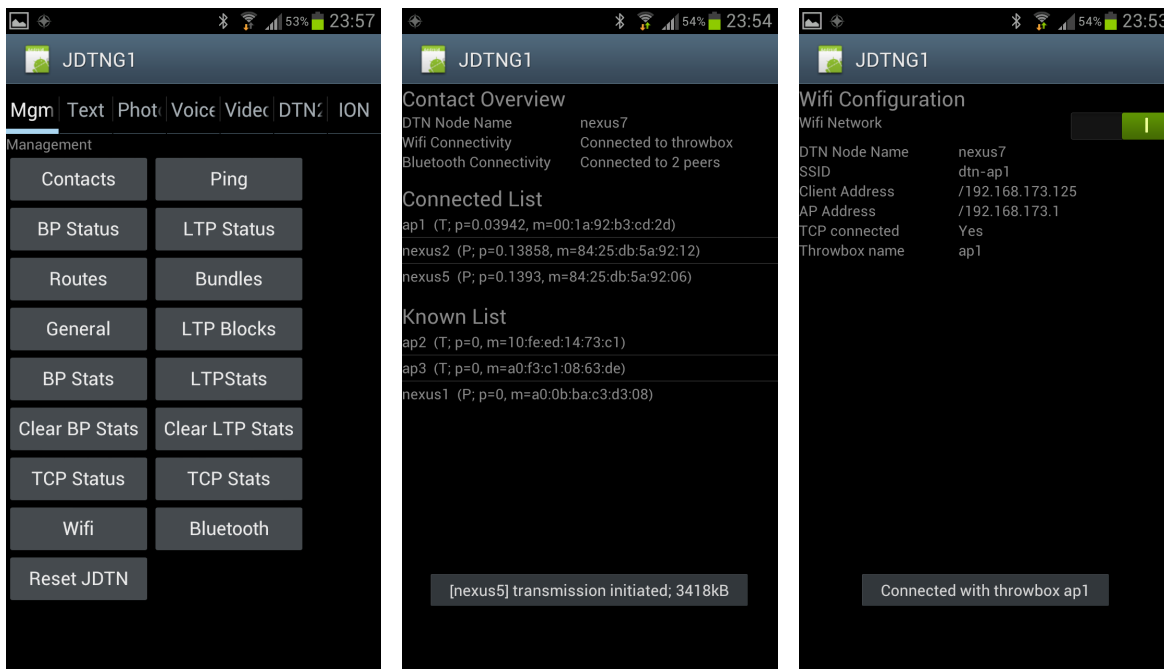 53% 23:57
JDTNG1
Mgm Text Phot Voice Video DTN2 ION
Management
Contacts Ping
BP Status LTP Status
Routes Bundles
General LTP Blocks
BP Stats LTPStats
Clear BP Stats Clear LTP Stats
TCP Status TCP Stats
Wifi Bluetooth
Reset JDTN
54% 23:54
JDTNG1
Contact Overview
DTN Node Name nexus7
Wifi Connectivity Connected to throwbox
Bluetooth Connectivity Connected to 2 peers
Connected List
ap1 (T; p=0.03942, m=00:1a:92:b3:cd:2d)
nexus2 (P; p=0.13858, m=84:25:db:5a:92:12)
nexus5 (P; p=0.1393, m=84:25:db:5a:92:06)
Known List
ap2 (T; p=0, m=10:fe:ed:14:73:c1)
ap3 (T; p=0, m=a0:f3:c1:08:63:de)
nexus1 (P; p=0, m=a0:0b:ba:c3:d3:08)
[nexus5] transmission initiated; 3418kB
54% 23:53
JDTNG1
Wifi Configuration
Wifi Network
DTN Node Name nexus7
SSID dtn-ap1
Client Address /192.168.173.125
AP Address /192.168.173.1
TCP connected Yes
Throwbox name ap1
Connected with throwbox ap1